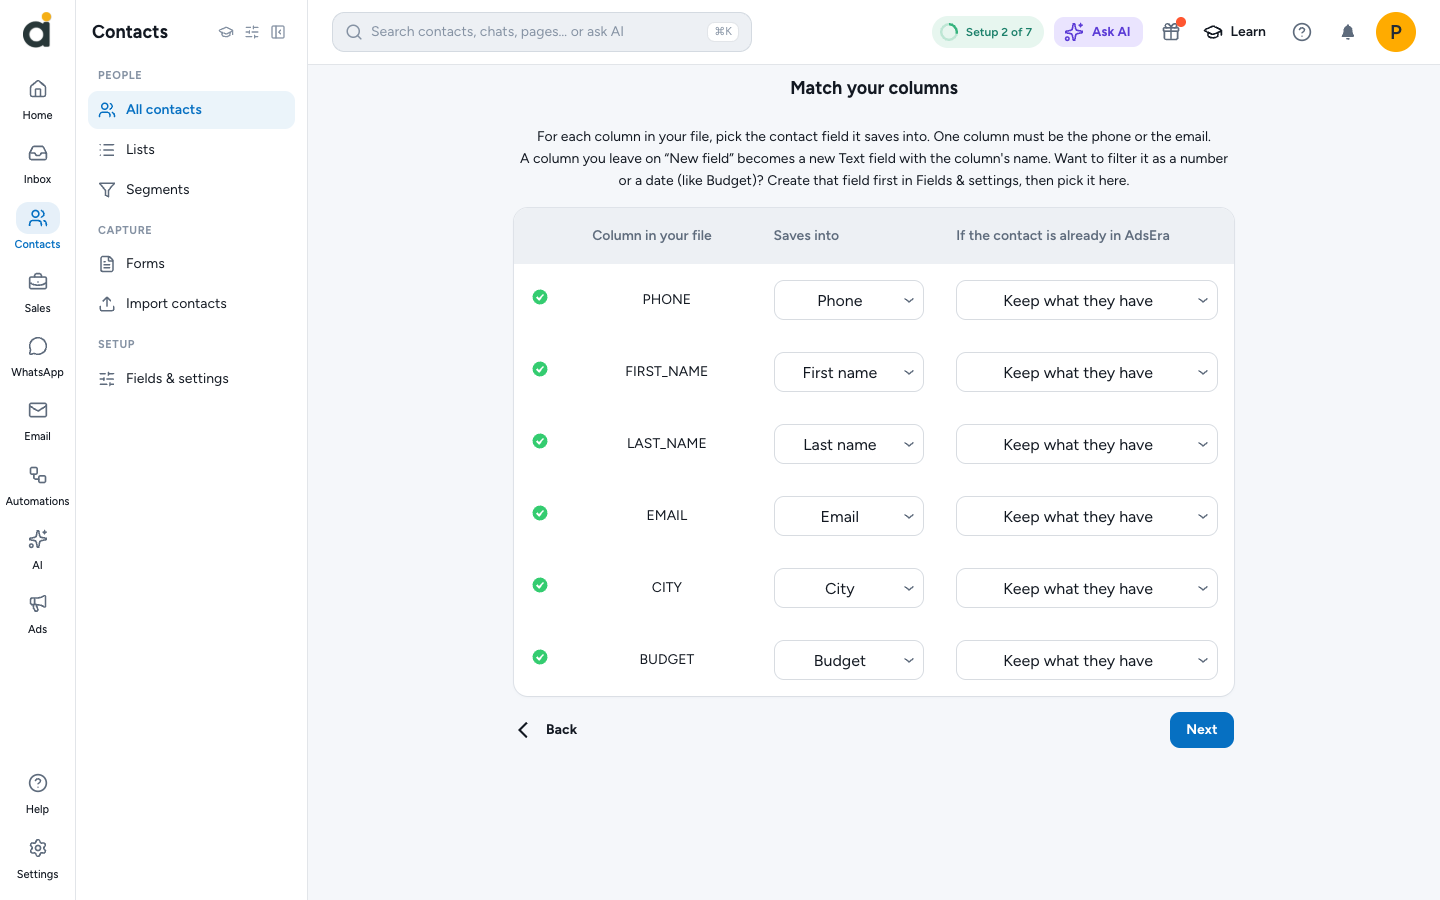 Contacts
Search contacts, chats, pages... or ask AI
⌘K
Setup 2 of 7
Ask AI
Learn
P
Home
Inbox
Contacts
Sales
WhatsApp
Email
Automations
AI
Ads
Help
Settings
PEOPLE
All contacts
Lists
Segments
CAPTURE
Forms
Import contacts
SETUP
Fields & settings
Match your columns
For each column in your file, pick the contact field it saves into. One column must be the phone or the email.
A column you leave on “New field” becomes a new Text field with the column's name. Want to filter it as a number
or a date (like Budget)? Create that field first in Fields & settings, then pick it here.
Column in your file Saves into If the contact is already in AdsEra
PHONE Phone Keep what they have
FIRST_NAME First name Keep what they have
LAST_NAME Last name Keep what they have
EMAIL Email Keep what they have
CITY City Keep what they have
BUDGET Budget Keep what they have
Back
Next